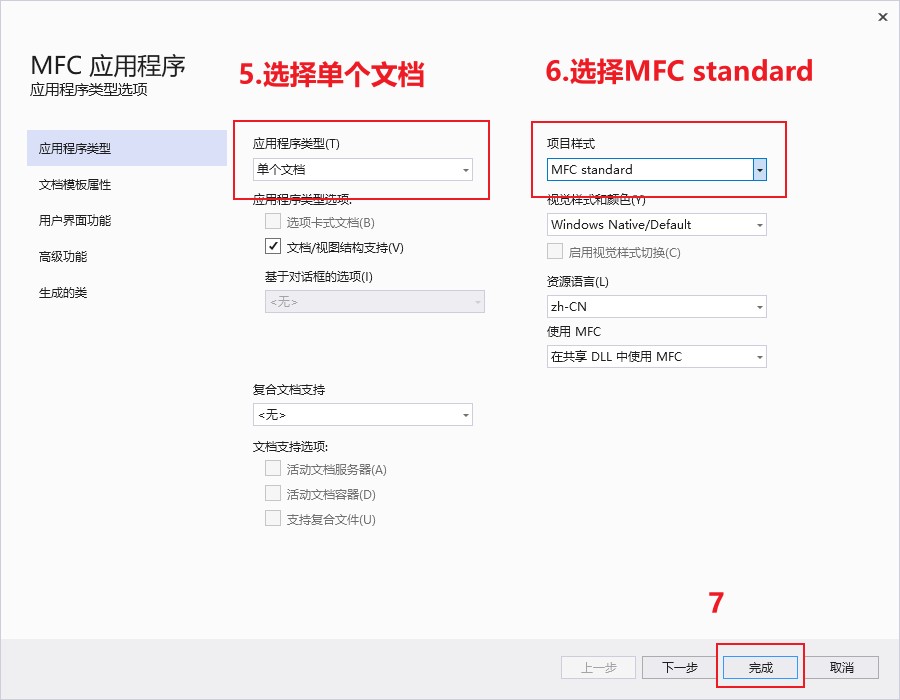 MFC 应用程序
应用程序类型选项
5.选择单个文档
6.选择MFC standard
应用程序类型
文档模板属性
用户界面功能
高级功能
生成的类
应用程序类型(T)
单个文档
应用程序类型选项:
选项卡式文档(B)
文档/视图结构支持(V)
基于对话框的选项(I)
<无>
复合文档支持
<无>
文档支持选项:
活动文档服务器(A)
活动文档容器(D)
支持复合文件(U)
项目样式
MFC standard
视觉样式和颜色(Y)
Windows Native/Default
启用视觉样式切换(C)
资源语言(L)
zh-CN
使用 MFC
在共享 DLL 中使用 MFC
7
上一步
下一步
完成
取消